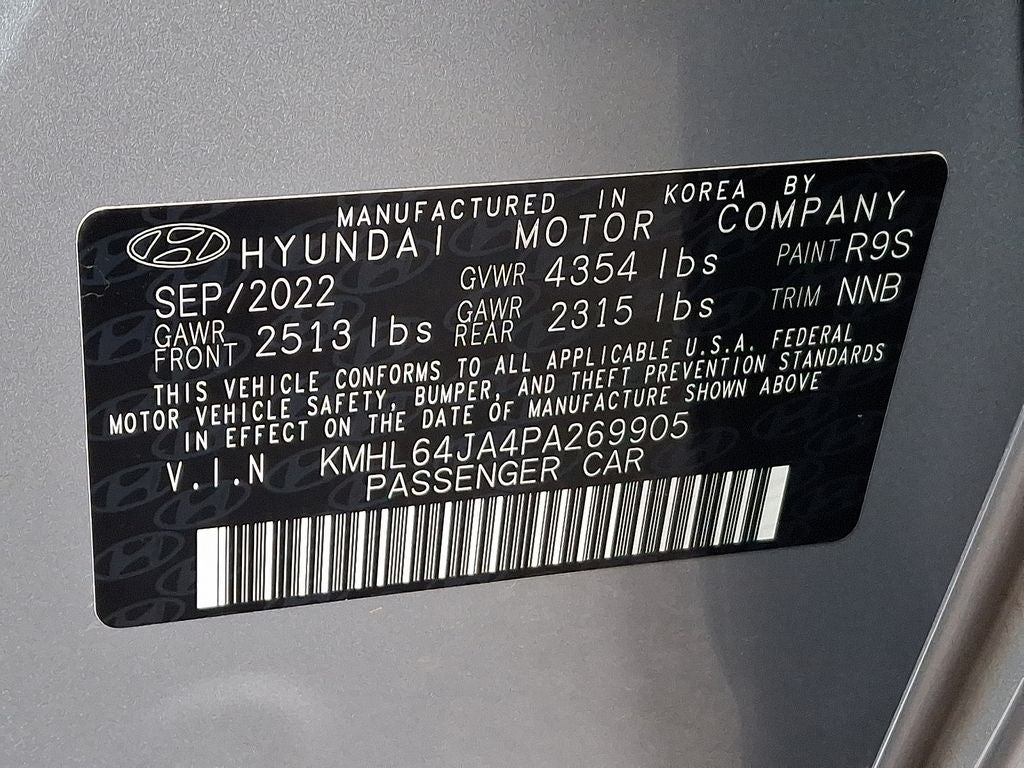 MANUFACTURED IN KOREA BY
HYUNDAI MOTOR COMPANY
SEP/2022 GVWR 4354 lbs PAINT R9S
GAWR FRONT 2513 lbs GAWR REAR 2315 lbs TRIM NNB
THIS VEHICLE CONFORMS TO ALL APPLICABLE U.S.A. FEDERAL
MOTOR VEHICLE SAFETY, BUMPER, AND THEFT PREVENTION STANDARDS
IN EFFECT ON THE DATE OF MANUFACTURE SHOWN ABOVE
V.I.N KMHL64JA4PA269905
PASSENGER CAR